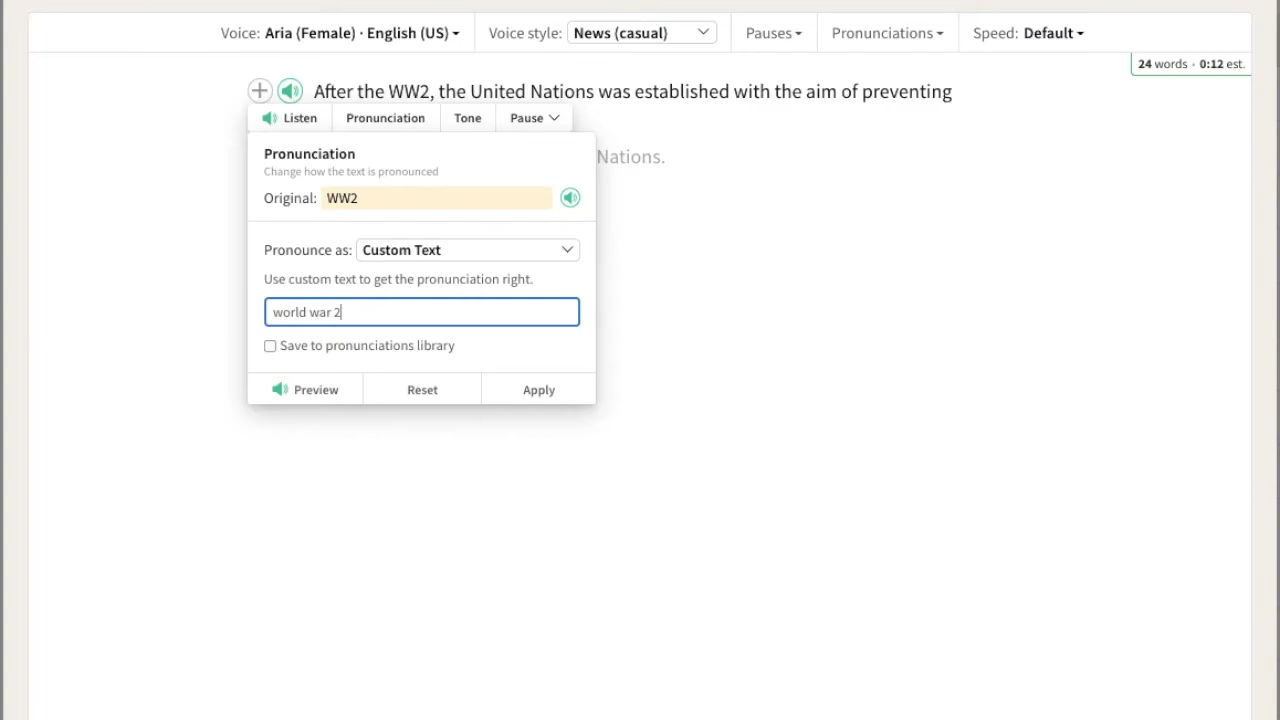 Voice: Aria (Female) · English (US) Voice style: News (casual) Pauses Pronunciations Speed: Default
24 words · 0:12 est.
After the WW2, the United Nations was established with the aim of preventing
Listen Pronunciation Tone Pause
Pronunciation
Nations.
Change how the text is pronounced
Original: WW2
Pronounce as: Custom Text
Use custom text to get the pronunciation right.
world war 2
Save to pronunciations library
Preview Reset Apply